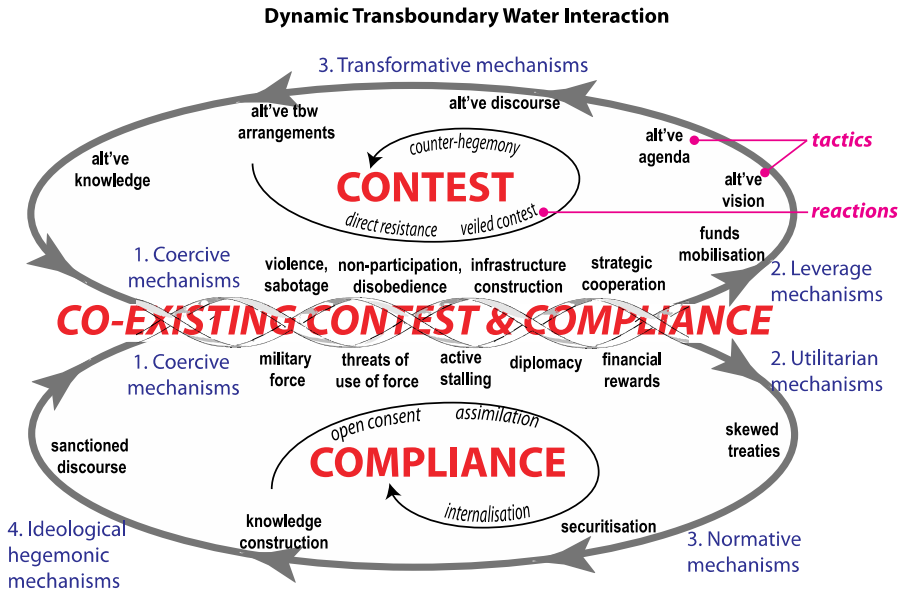 Dynamic Transboundary Water Interaction
3. Transformative mechanisms
alt've tbw
arrangements
alt've discourse
alt've
knowledge
counter-hegemony
CONTEST
direct resistance
veiled contest
alt've
agenda
tactics
alt've
vision
reactions
funds
mobilisation
1. Coercive
mechanisms
violence,
sabotage
non-participation,
disobedience
infrastructure
construction
strategic
cooperation
2. Leverage
mechanisms
CO-EXISTING CONTEST & COMPLIANCE
1. Coercive
mechanisms
military
force
threats of
use of force
active
stalling
diplomacy
financial
rewards
2. Utilitarian
mechanisms
open consent
assimilation
COMPLIANCE
internalisation
sanctioned
discourse
skewed
treaties
4. Ideological
hegemonic
mechanisms
knowledge
construction
securitisation
3. Normative
mechanisms